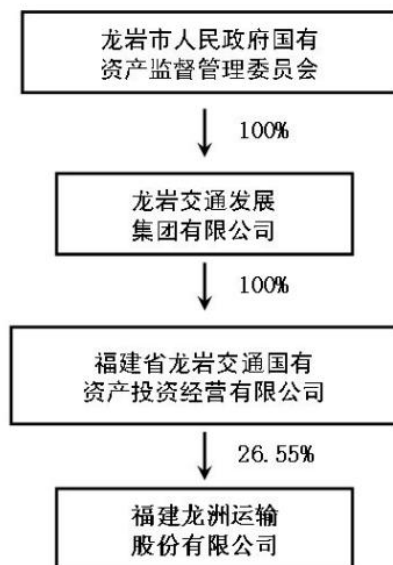 龙岩市人民政府国有
资产监督管理委员会
100%
龙岩交通发展
集团有限公司
100%
福建省龙岩交通国有
资产投资经营有限公司
26.55%
福建龙洲运输
股份有限公司